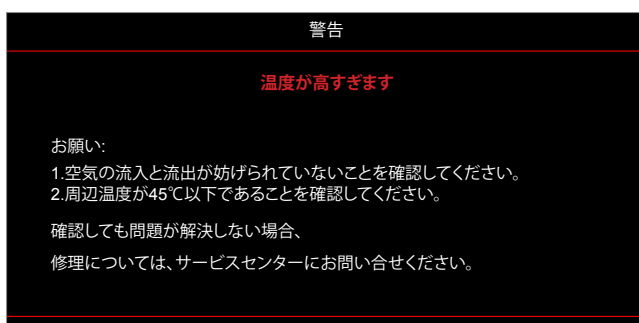 警告
温度が高すぎます
お願い:
1.空気の流入と流出が妨げられていないことを確認してください。
2.周辺温度が45℃以下であることを確認してください。
確認しても問題が解決しない場合、
修理については、サービスセンターにお問い合せください。